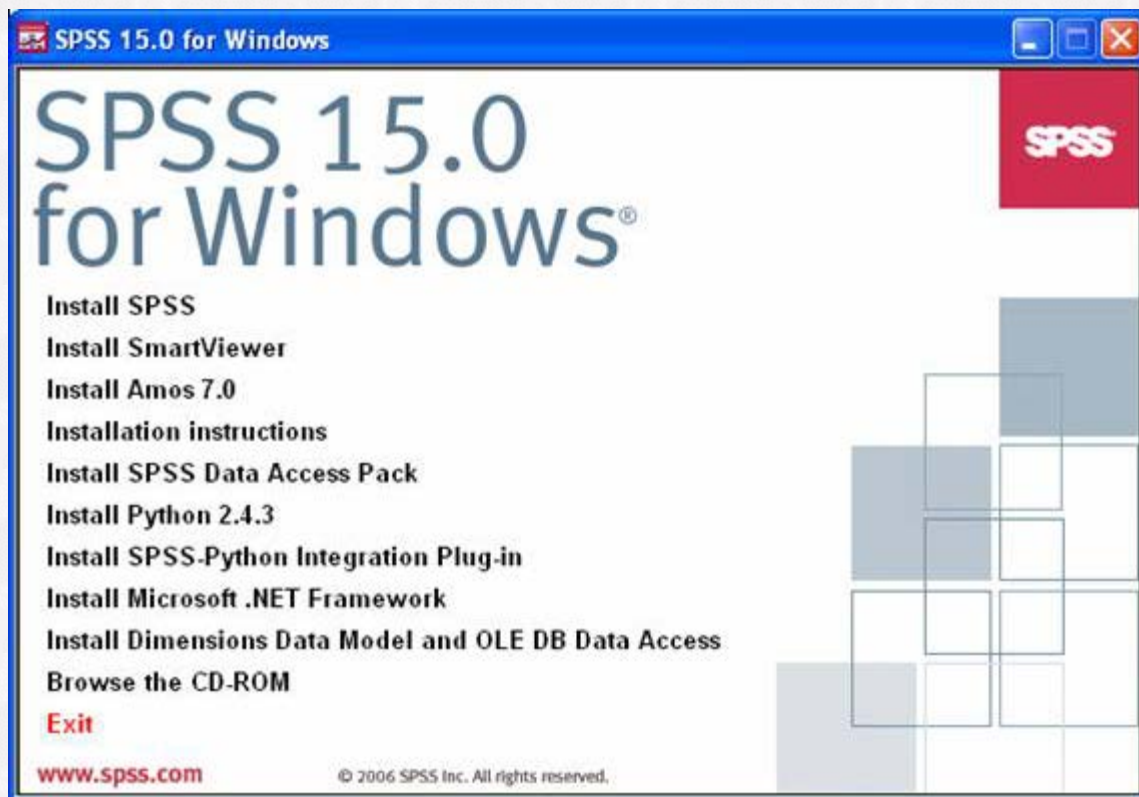 SPSS 15.0 for Windows
SPSS 15.0
for Windows®
SPSS
Install SPSS
Install SmartViewer
Install Amos 7.0
Installation instructions
Install SPSS Data Access Pack
Install Python 2.4.3
Install SPSS-Python Integration Plug-in
Install Microsoft .NET Framework
Install Dimensions Data Model and OLE DB Data Access
Browse the CD-ROM
Exit
www.spss.com
© 2006 SPSS Inc. All rights reserved.